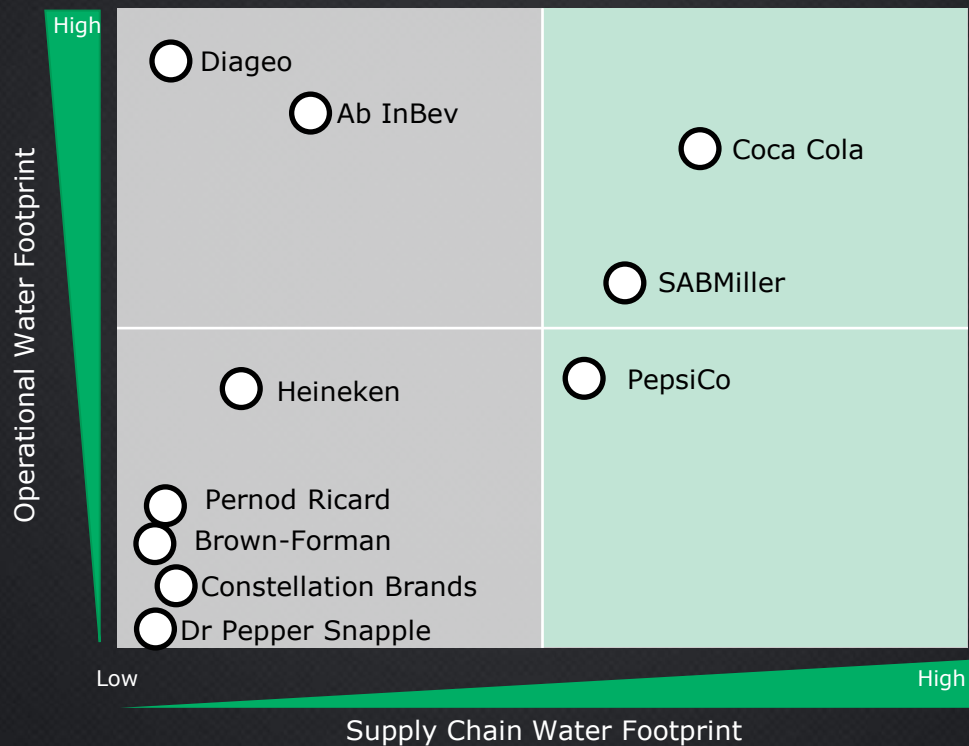 High
Diageo
Ab InBev
Coca Cola
SABMiller
Operational Water Footprint
PepsiCo
Heineken
Pernod Ricard
Brown-Forman
Constellation Brands
Dr Pepper Snapple
Low
High
Supply Chain Water Footprint